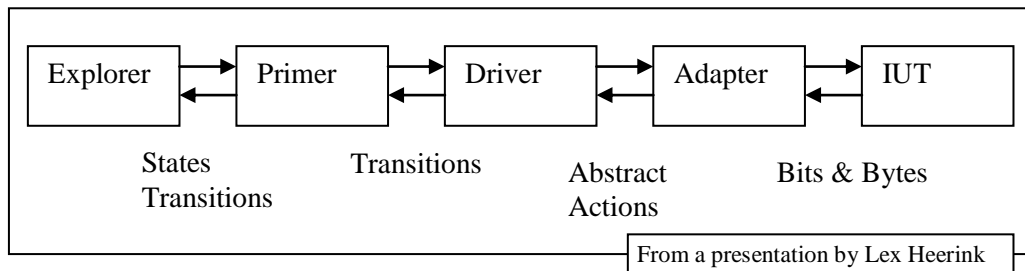 Explorer
Primer
Driver
Adapter
IUT
States
Transitions
Transitions
Abstract
Actions
Bits & Bytes
From a presentation by Lex Heerink